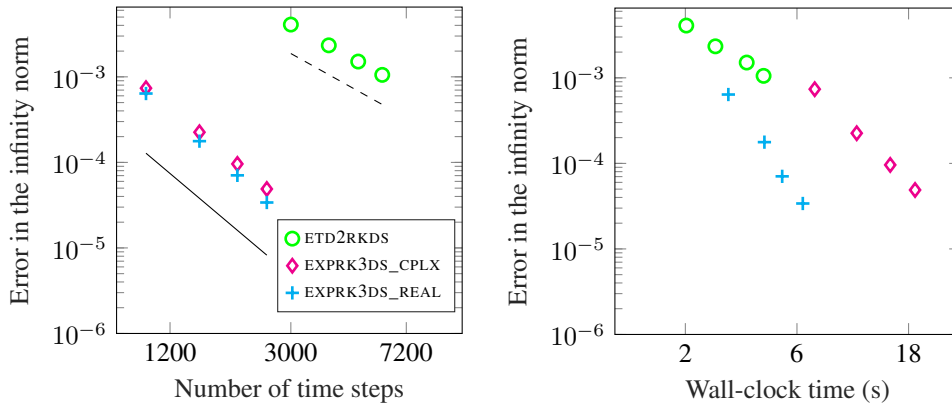 Error in the infinity norm
10⁻³
10⁻⁴
10⁻⁵
10⁻⁶
1200 3000 7200
Number of time steps
ETD2RKDS
EXPRK3DS_CPLX
EXPRK3DS_REAL
Error in the infinity norm
10⁻³
10⁻⁴
10⁻⁵
10⁻⁶
2 6 18
Wall-clock time (s)